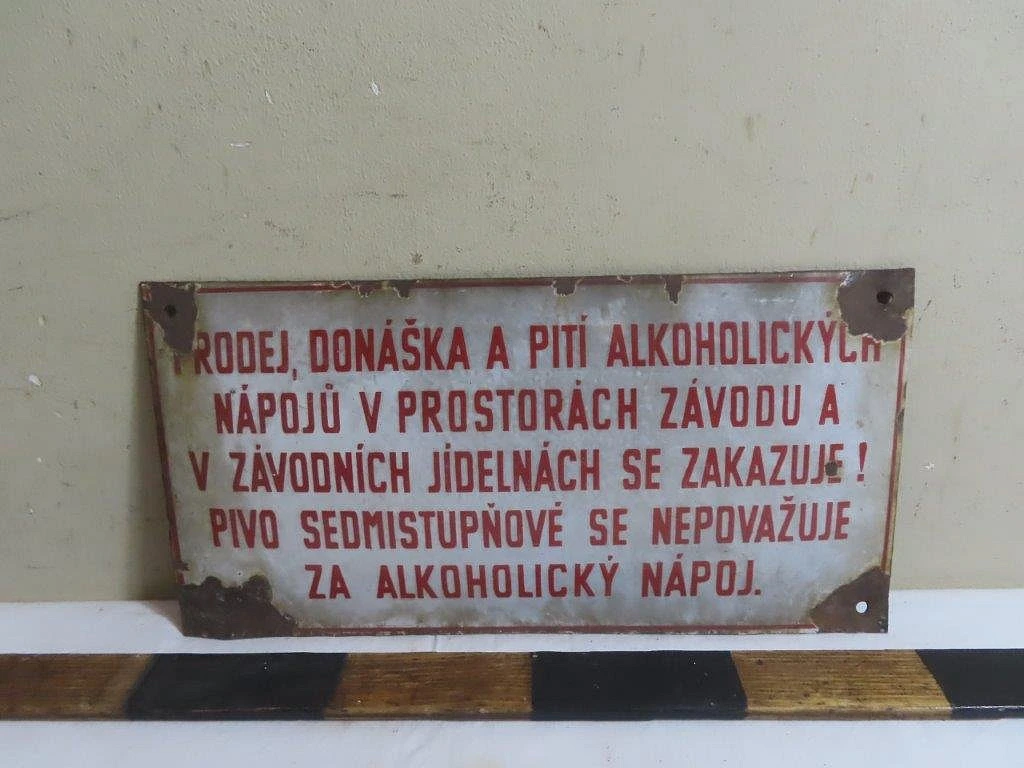 PRODEJ, DONÁŠKA A PITÍ ALKOHOLICKÝCH
NÁPOJŮ V PROSTORÁCH ZÁVODU A
V ZÁVODNÍCH JÍDELNÁCH SE ZAKAZUJE!
PIVO SEDMISTUPŇOVÉ SE NEPOVAŽUJE
ZA ALKOHOLICKÝ NÁPOJ.